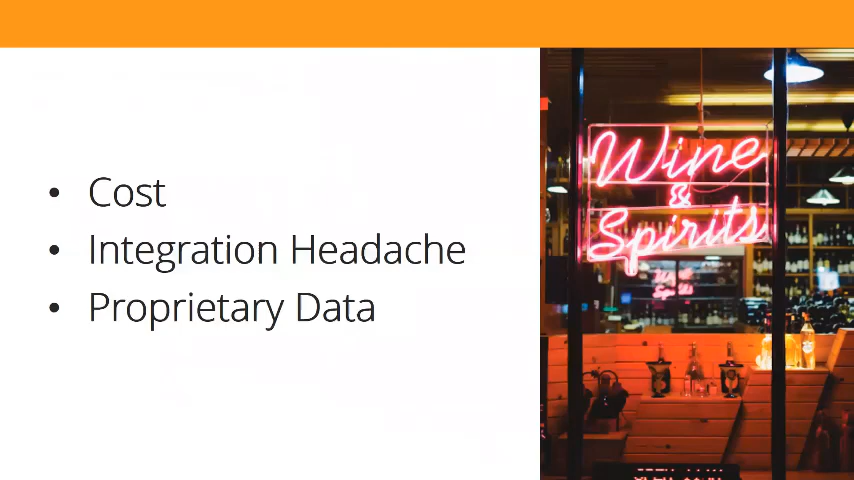 Cost
Integration Headache
Proprietary Data
Wine
&
Spirits